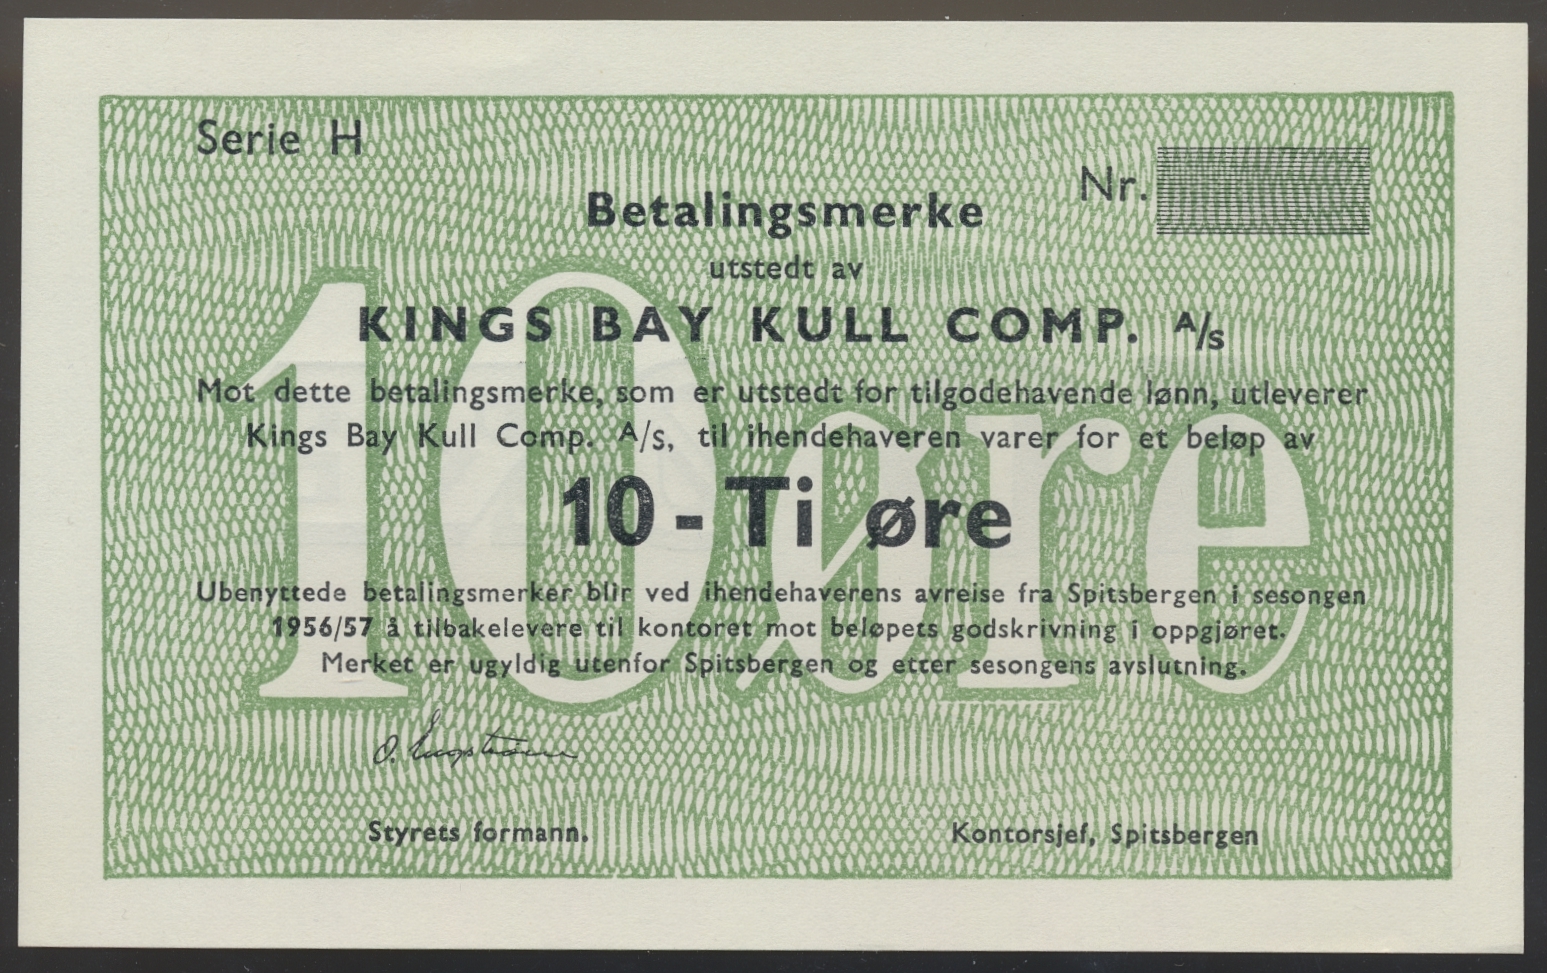 Serie H
Nr.
Betalingsmerke
utstedt av
KINGS BAY KULL COMP. A/s
Mot dette betalingsmerke, som er utstedt for tilgodehavende lønn, utleverer
Kings Bay Kull Comp. A/s, til ihendehaveren varer for et beløp av
10 - Ti øre
10 øre
Ubenyttede betalingsmerker blir ved ihendehaverens avreise fra Spitsbergen i sesongen
1956/57 å tilbakelevere til kontoret mot beløpets godskrivning i oppgjøret.
Merket er ugyldig utenfor Spitsbergen og etter sesongens avslutning.
O. Engstrøm
Styrets formann.
Kontorsjef, Spitsbergen